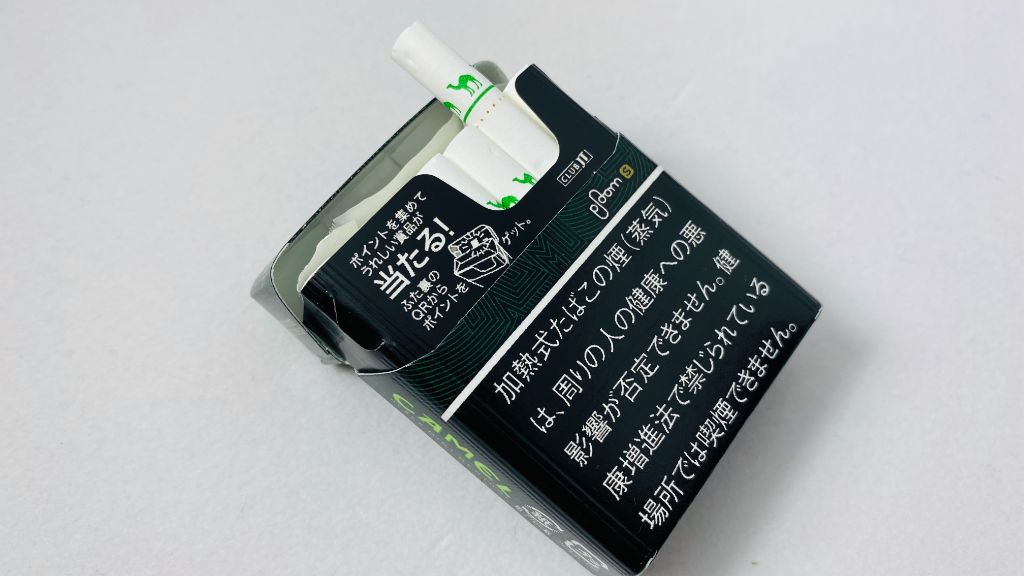 ポイントを集めて
うれしい賞品が
当たる!
ふた裏の
QRから
ポイントを
ゲット。
CLUB JT
ploom S
加熱式たばこの煙(蒸気)
は、周りの人の健康への悪
影響が否定できません。健
康増進法で禁じられている
場所では喫煙できません。
CAMEL